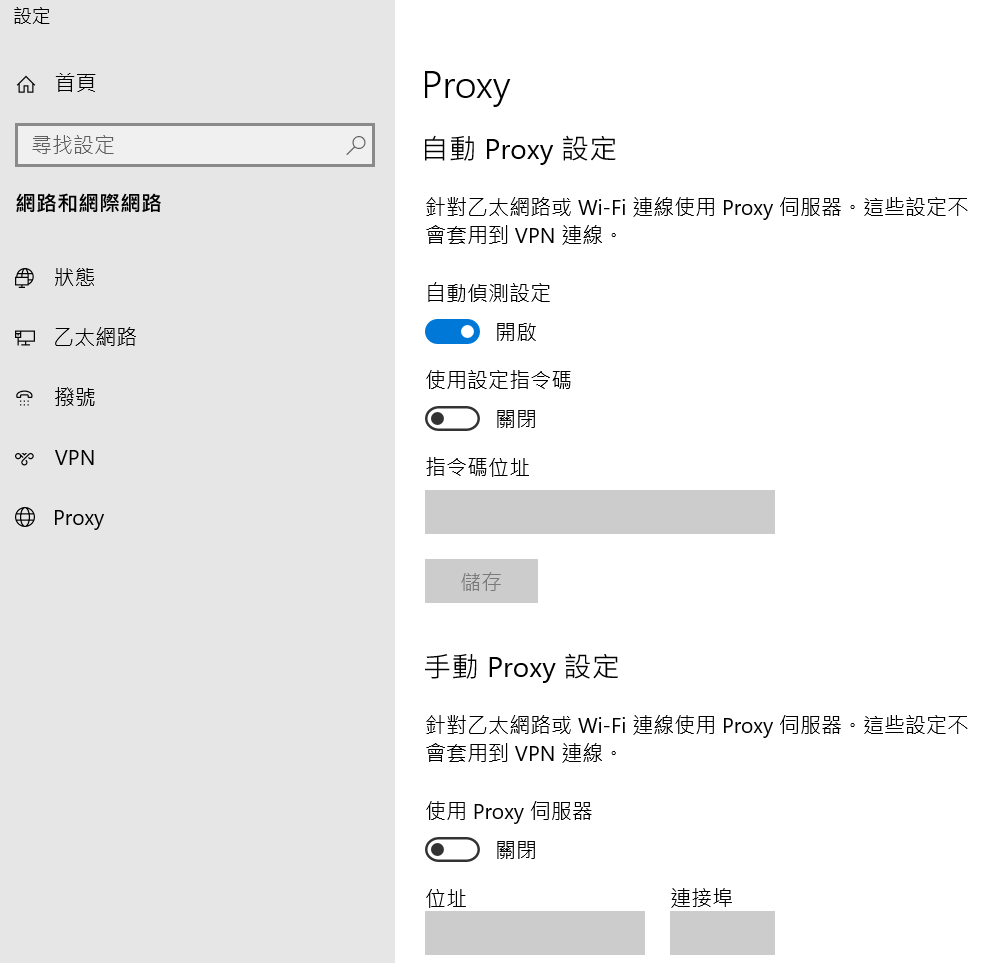 設定
首頁
尋找設定
網路和網際網路
狀態
乙太網路
撥號
VPN
Proxy
Proxy
自動 Proxy 設定
針對乙太網路或 Wi-Fi 連線使用 Proxy 伺服器。這些設定不
會套用到 VPN 連線。
自動偵測設定
開啟
使用設定指令碼
關閉
指令碼位址
儲存
手動 Proxy 設定
針對乙太網路或 Wi-Fi 連線使用 Proxy 伺服器。這些設定不
會套用到 VPN 連線。
使用 Proxy 伺服器
關閉
位址 連接埠